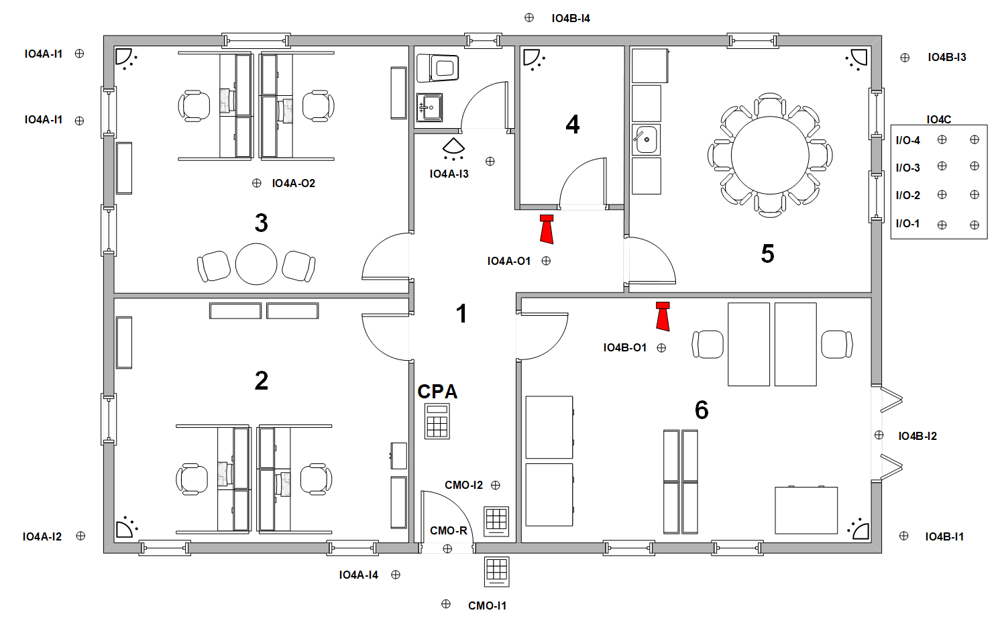 IO4B-I4
IO4A-I1
IO4B-I3
IO4A-I1
4
IO4C
I/O-4
I/O-3
I/O-2
I/O-1
IO4A-I3
IO4A-O2
3
5
IO4A-O1
1
IO4B-O1
2
CPA
6
IO4B-I2
CMO-I2
CMO-R
IO4A-I2
IO4B-I1
IO4A-I4
CMO-I1